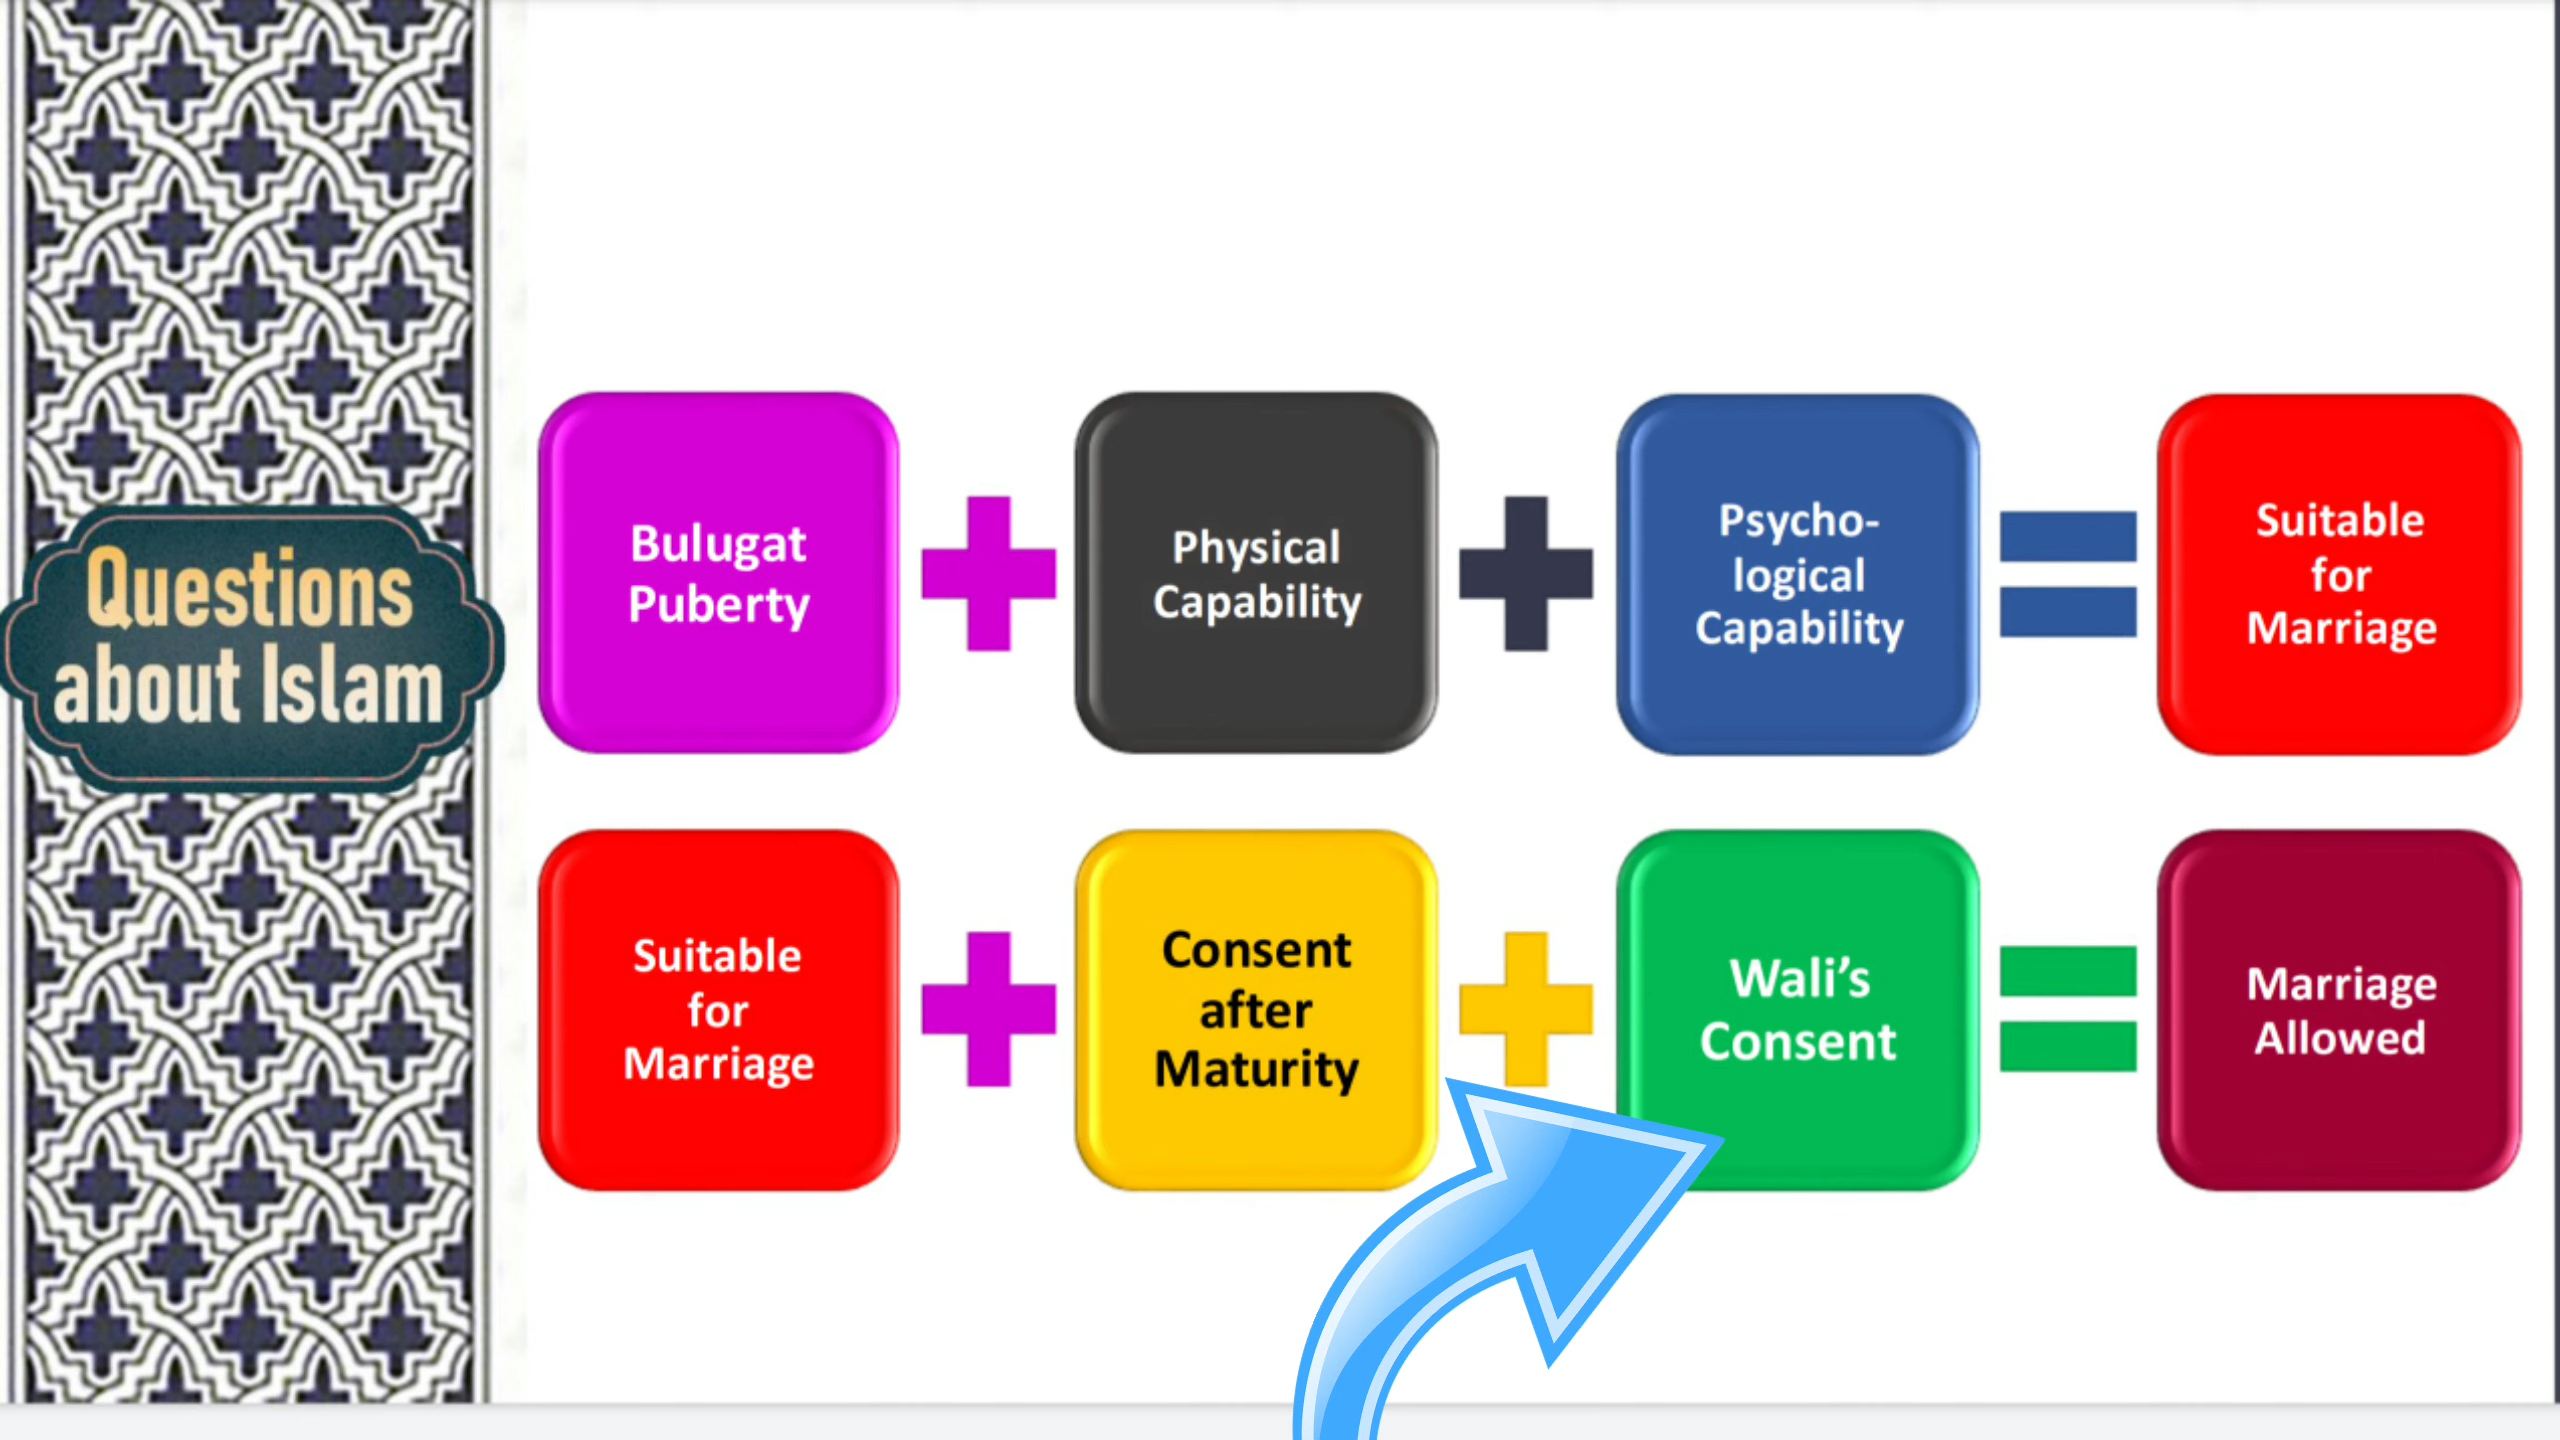 Questions
about Islam
Bulugat
Puberty
Physical
Capability
Psycho-
logical
Capability
Suitable
for
Marriage
Suitable
for
Marriage
Consent
after
Maturity
Wali’s
Consent
Marriage
Allowed